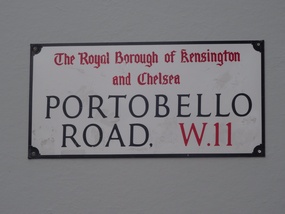 The Royal Borough of Kensington
and Chelsea
PORTOBELLO
ROAD. W.11